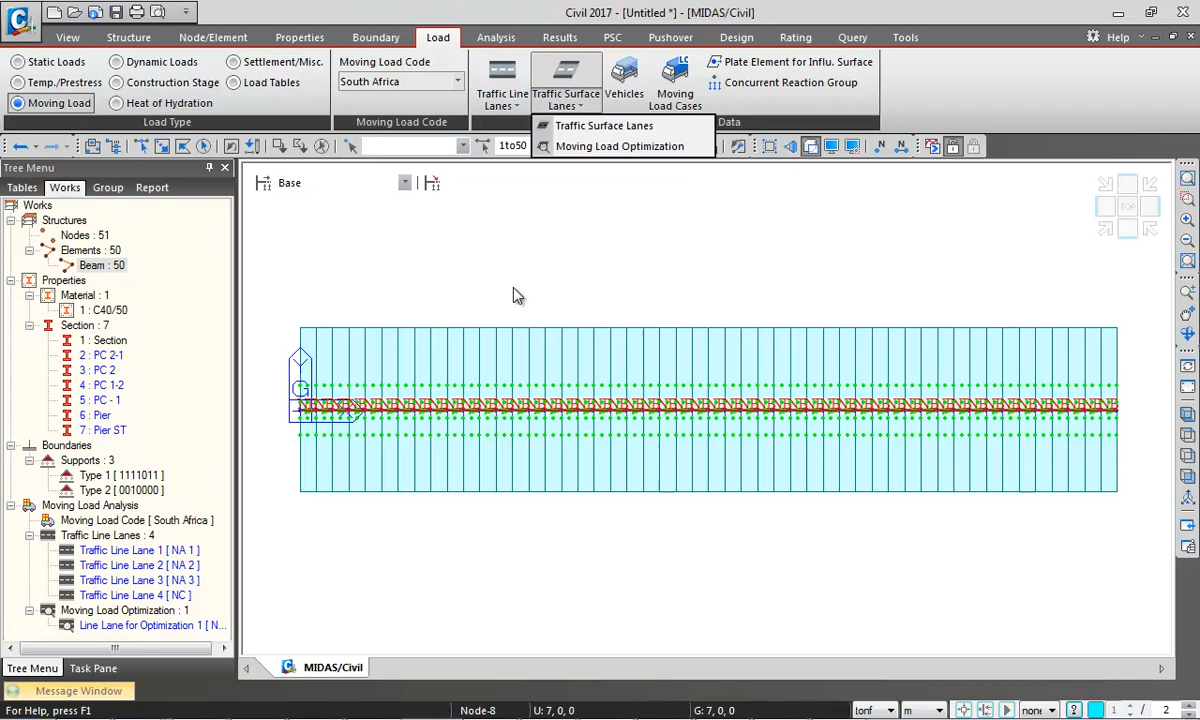 Civil 2017 - [Untitled *] - [MIDAS/Civil]
View Structure Node/Element Properties Boundary Load Analysis Results PSC Pushover Design Rating Query Tools Help
Static Loads Dynamic Loads Settlement/Misc.
Temp./Prestress Construction Stage Load Tables
Moving Load Heat of Hydration
Load Type
Moving Load Code
South Africa
Moving Load Code
Traffic Line Lanes
Traffic Surface Lanes
Vehicles
Moving Load Cases
Plate Element for Influ. Surface
Concurrent Reaction Group
Data
Traffic Surface Lanes
Moving Load Optimization
1to50
Tree Menu
Tables Works Group Report
Works
Structures
Nodes : 51
Elements : 50
Beam : 50
Properties
Material : 1
1 : C40/50
Section : 7
1 : Section
2 : PC 2-1
3 : PC 2
4 : PC 1-2
5 : PC - 1
6 : Pier
7 : Pier ST
Boundaries
Supports : 3
Type 1 [ 1111011 ]
Type 2 [ 0010000 ]
Moving Load Analysis
Moving Load Code [ South Africa ]
Traffic Line Lanes : 4
Traffic Line Lane 1 [ NA 1 ]
Traffic Line Lane 2 [ NA 2 ]
Traffic Line Lane 3 [ NA 3 ]
Traffic Line Lane 4 [ NC ]
Moving Load Optimization : 1
Line Lane for Optimization 1 [ N...
Base
TOP
Tree Menu Task Pane
MIDAS/Civil
Message Window
For Help, press F1 Node-8 U: 7, 0, 0 G: 7, 0, 0 tonf m none 1 / 2